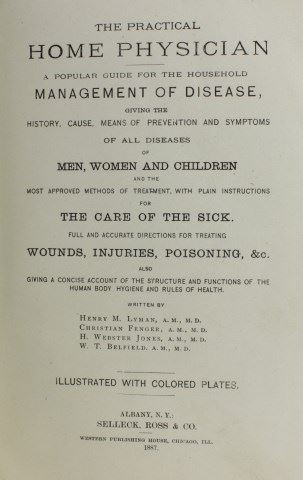 THE PRACTICAL
HOME PHYSICIAN
A POPULAR GUIDE FOR THE HOUSEHOLD
MANAGEMENT OF DISEASE,
GIVING THE
HISTORY, CAUSE, MEANS OF PREVENTION AND SYMPTOMS
OF ALL DISEASES
OF
MEN, WOMEN AND CHILDREN
AND THE
MOST APPROVED METHODS OF TREATMENT, WITH PLAIN INSTRUCTIONS
FOR
THE CARE OF THE SICK.
FULL AND ACCURATE DIRECTIONS FOR TREATING
WOUNDS, INJURIES, POISONING, &c.
ALSO
GIVING A CONCISE ACCOUNT OF THE STRUCTURE AND FUNCTIONS OF THE
HUMAN BODY HYGIENE AND RULES OF HEALTH.
WRITTEN BY
HENRY M. LYMAN, A.M., M.D.
CHRISTIAN FENGER, A.M., M.D.
H. WEBSTER JONES, A.M., M.D.
W. T. BELFIELD, A.M., M.D.
ILLUSTRATED WITH COLORED PLATES.
ALBANY, N.Y.:
SELLECK, ROSS & CO.
WESTERN PUBLISHING HOUSE, CHICAGO, ILL.
1887.